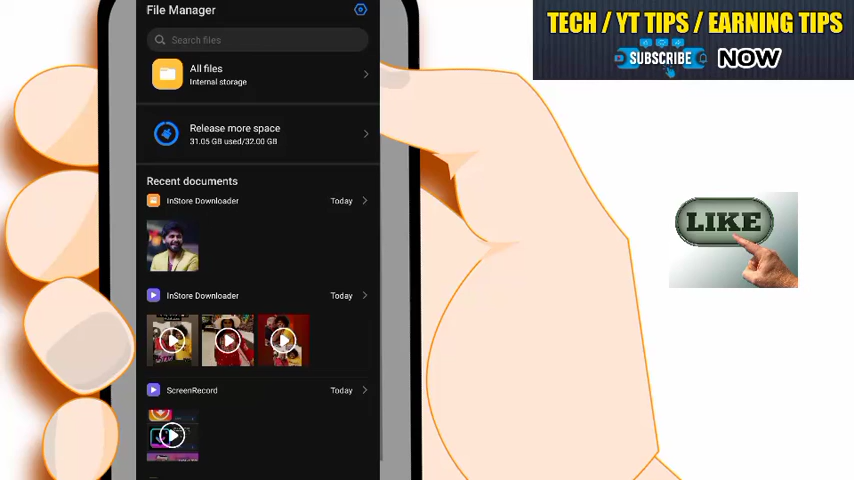 TECH / YT TIPS / EARNING TIPS
SUBSCRIBE NOW
File Manager
Search files
All files
Internal storage
Release more space
31.05 GB used/32.00 GB
Recent documents
InStore Downloader Today
InStore Downloader Today
ScreenRecord Today
LIKE